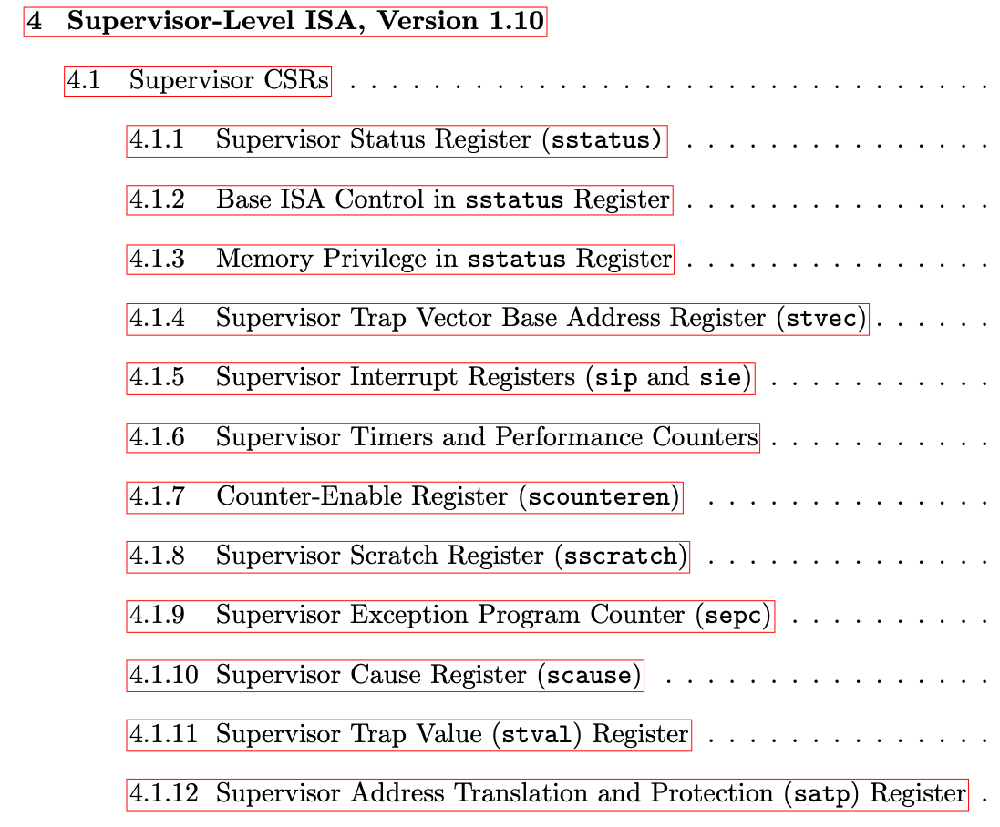 4 Supervisor-Level ISA, Version 1.10
4.1 Supervisor CSRs . . . . . . . . . . . . . . . . . . . . . . . . . . . . . . .
4.1.1 Supervisor Status Register (sstatus) . . . . . . . . . . . . . . .
4.1.2 Base ISA Control in sstatus Register . . . . . . . . . . . . . . .
4.1.3 Memory Privilege in sstatus Register . . . . . . . . . . . . . . .
4.1.4 Supervisor Trap Vector Base Address Register (stvec) . . . . . .
4.1.5 Supervisor Interrupt Registers (sip and sie) . . . . . . . . . . .
4.1.6 Supervisor Timers and Performance Counters . . . . . . . . . . .
4.1.7 Counter-Enable Register (scounteren) . . . . . . . . . . . . . .
4.1.8 Supervisor Scratch Register (sscratch) . . . . . . . . . . . . . .
4.1.9 Supervisor Exception Program Counter (sepc) . . . . . . . . . .
4.1.10 Supervisor Cause Register (scause) . . . . . . . . . . . . . . . .
4.1.11 Supervisor Trap Value (stval) Register . . . . . . . . . . . . . .
4.1.12 Supervisor Address Translation and Protection (satp) Register .